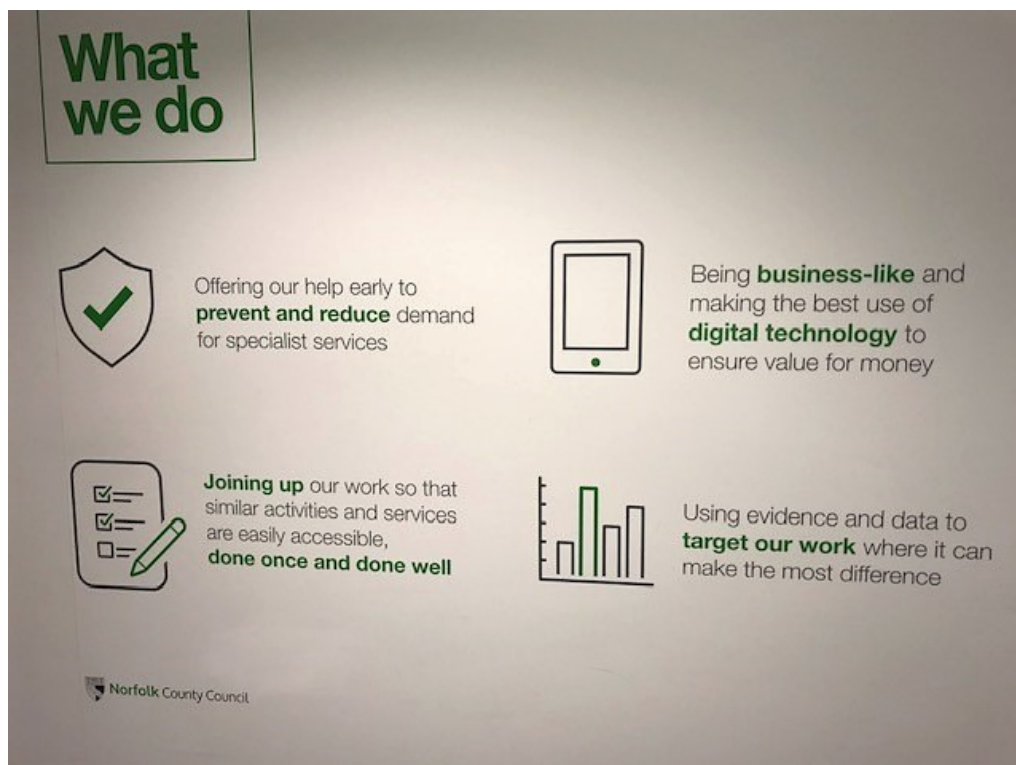 What
we do
Offering our help early to
prevent and reduce demand
for specialist services
Being business-like and
making the best use of
digital technology to
ensure value for money
Joining up our work so that
similar activities and services
are easily accessible,
done once and done well
Using evidence and data to
target our work where it can
make the most difference
Norfolk County Council